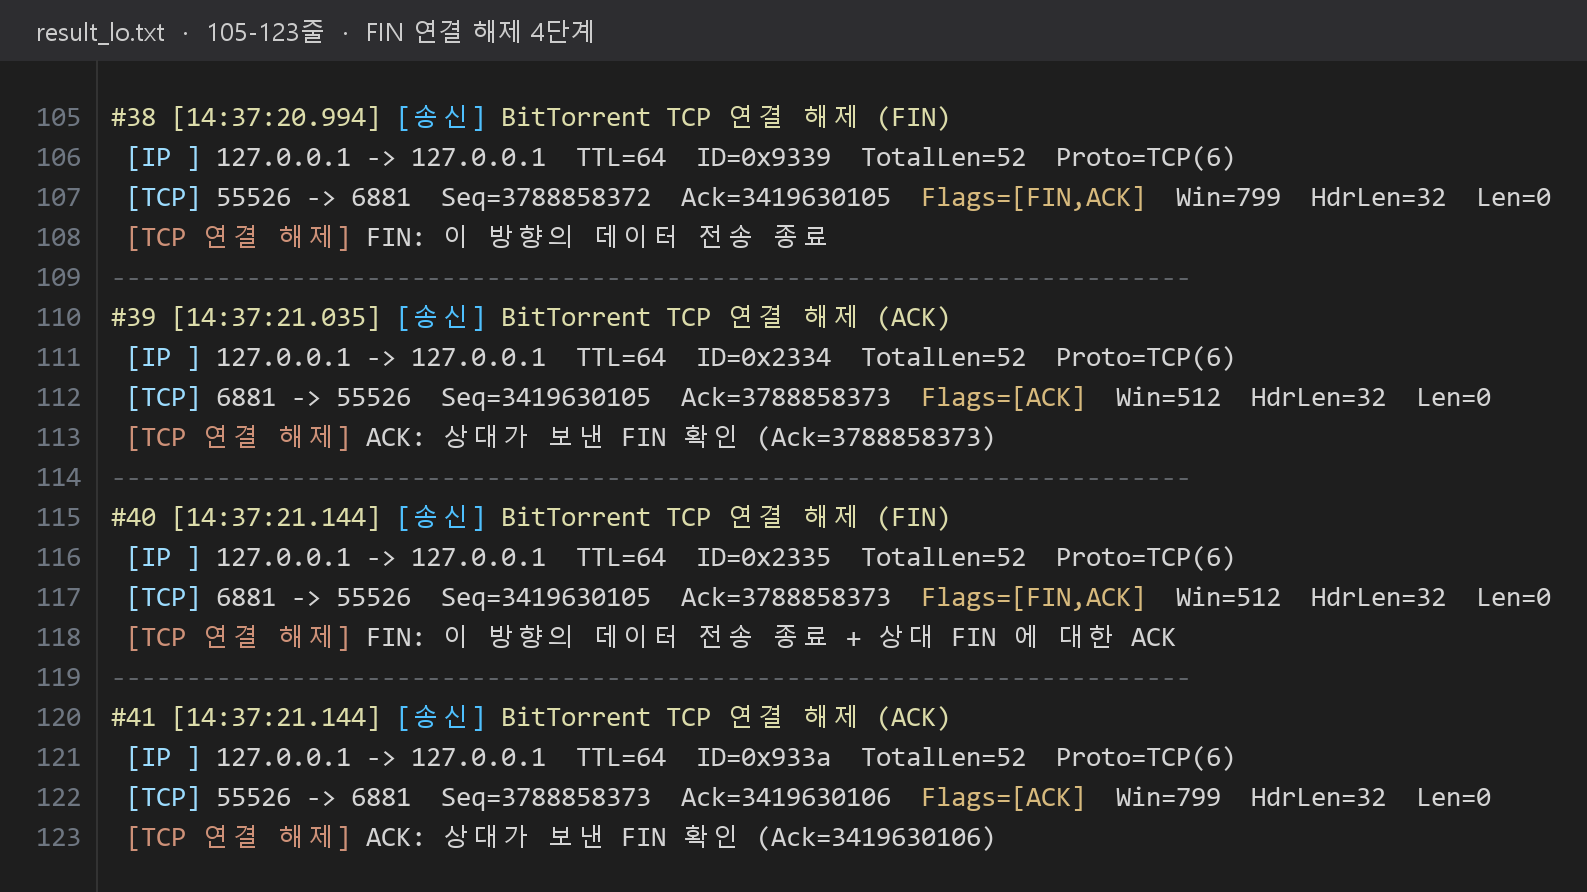 result_lo.txt · 105-123줄 · FIN 연결 해제 4단계
105 #38 [14:37:20.994] [송신] BitTorrent TCP 연결 해제 (FIN)
106 [IP ] 127.0.0.1 -> 127.0.0.1 TTL=64 ID=0x9339 TotalLen=52 Proto=TCP(6)
107 [TCP] 55526 -> 6881 Seq=3788858372 Ack=3419630105 Flags=[FIN,ACK] Win=799 HdrLen=32 Len=0
108 [TCP 연결 해제] FIN: 이 방향의 데이터 전송 종료
109 ------------------------------------------------------------------------
110 #39 [14:37:21.035] [송신] BitTorrent TCP 연결 해제 (ACK)
111 [IP ] 127.0.0.1 -> 127.0.0.1 TTL=64 ID=0x2334 TotalLen=52 Proto=TCP(6)
112 [TCP] 6881 -> 55526 Seq=3419630105 Ack=3788858373 Flags=[ACK] Win=512 HdrLen=32 Len=0
113 [TCP 연결 해제] ACK: 상대가 보낸 FIN 확인 (Ack=3788858373)
114 ------------------------------------------------------------------------
115 #40 [14:37:21.144] [송신] BitTorrent TCP 연결 해제 (FIN)
116 [IP ] 127.0.0.1 -> 127.0.0.1 TTL=64 ID=0x2335 TotalLen=52 Proto=TCP(6)
117 [TCP] 6881 -> 55526 Seq=3419630105 Ack=3788858373 Flags=[FIN,ACK] Win=512 HdrLen=32 Len=0
118 [TCP 연결 해제] FIN: 이 방향의 데이터 전송 종료 + 상대 FIN 에 대한 ACK
119 ------------------------------------------------------------------------
120 #41 [14:37:21.144] [송신] BitTorrent TCP 연결 해제 (ACK)
121 [IP ] 127.0.0.1 -> 127.0.0.1 TTL=64 ID=0x933a TotalLen=52 Proto=TCP(6)
122 [TCP] 55526 -> 6881 Seq=3788858373 Ack=3419630106 Flags=[ACK] Win=799 HdrLen=32 Len=0
123 [TCP 연결 해제] ACK: 상대가 보낸 FIN 확인 (Ack=3419630106)